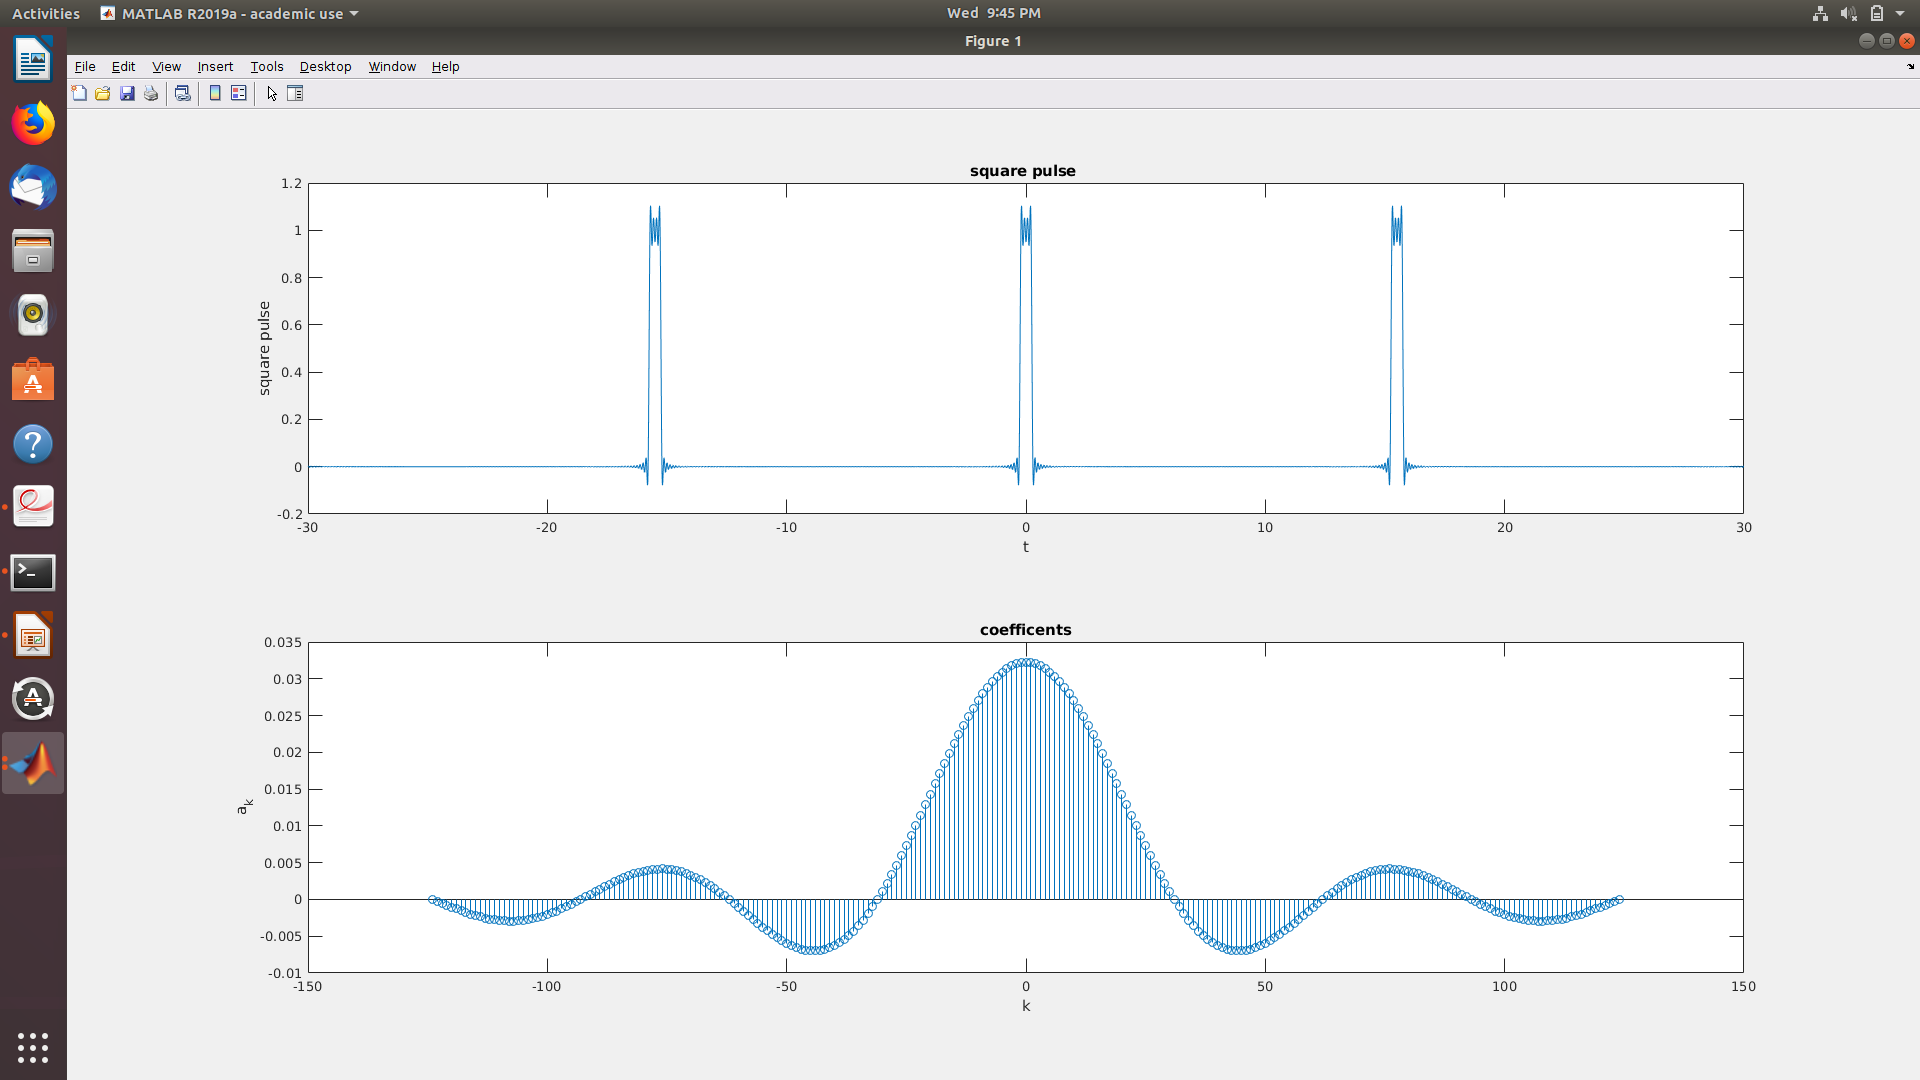 Activities MATLAB R2019a - academic use Wed 9:45 PM
Figure 1
File Edit View Insert Tools Desktop Window Help
square pulse
1.2
1
0.8
0.6
0.4
0.2
0
-0.2
square pulse
-30 -20 -10 0 10 20 30
t
coefficents
0.035
0.03
0.025
0.02
0.015
0.01
0.005
0
-0.005
-0.01
a_k
-150 -100 -50 0 50 100 150
k